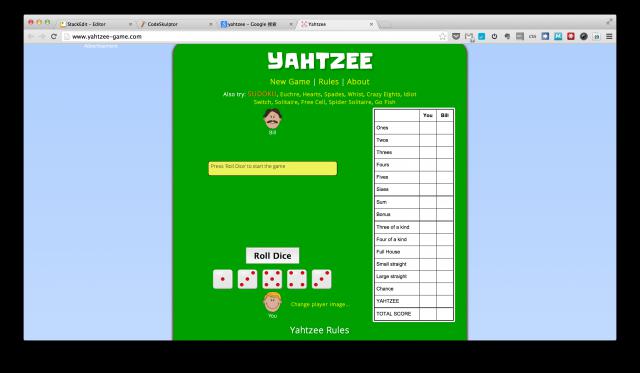 StackEdit – Editor
CodeSkulptor
yahtzee – Google 搜索
Yahtzee
www.yahtzee-game.com
Advertisement
YAHTZEE
New Game | Rules | About
Also try: SUDOKU, Euchre, Hearts, Spades, Whist, Crazy Eights, Idiot
Switch, Solitaire, Free Cell, Spider Solitaire, Go Fish
Bill
Press 'Roll Dice' to start the game
Roll Dice
Change player image...
You
Yahtzee Rules
You Bill
Ones
Twos
Threes
Fours
Fives
Sixes
Sum
Bonus
Three of a kind
Four of a kind
Full House
Small straight
Large straight
Chance
YAHTZEE
TOTAL SCORE